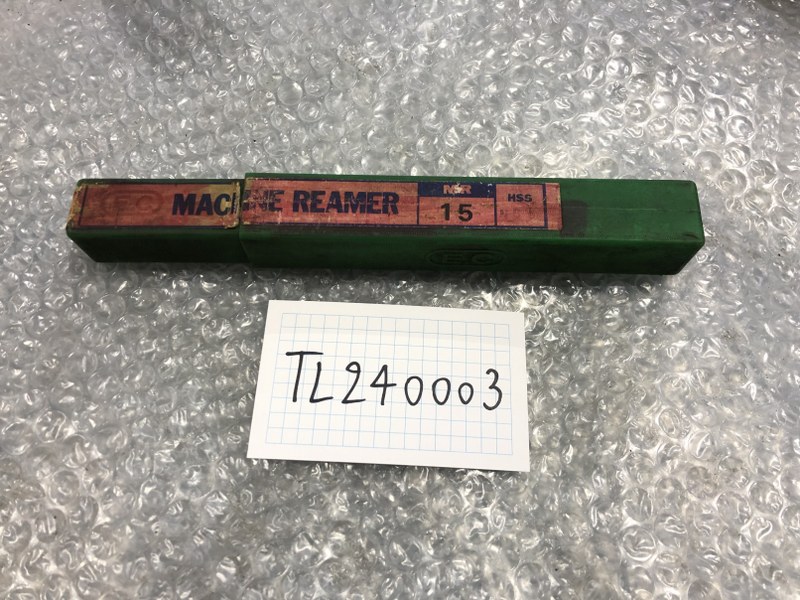 MACHINE REAMER
MR
15
HSS
TL240003